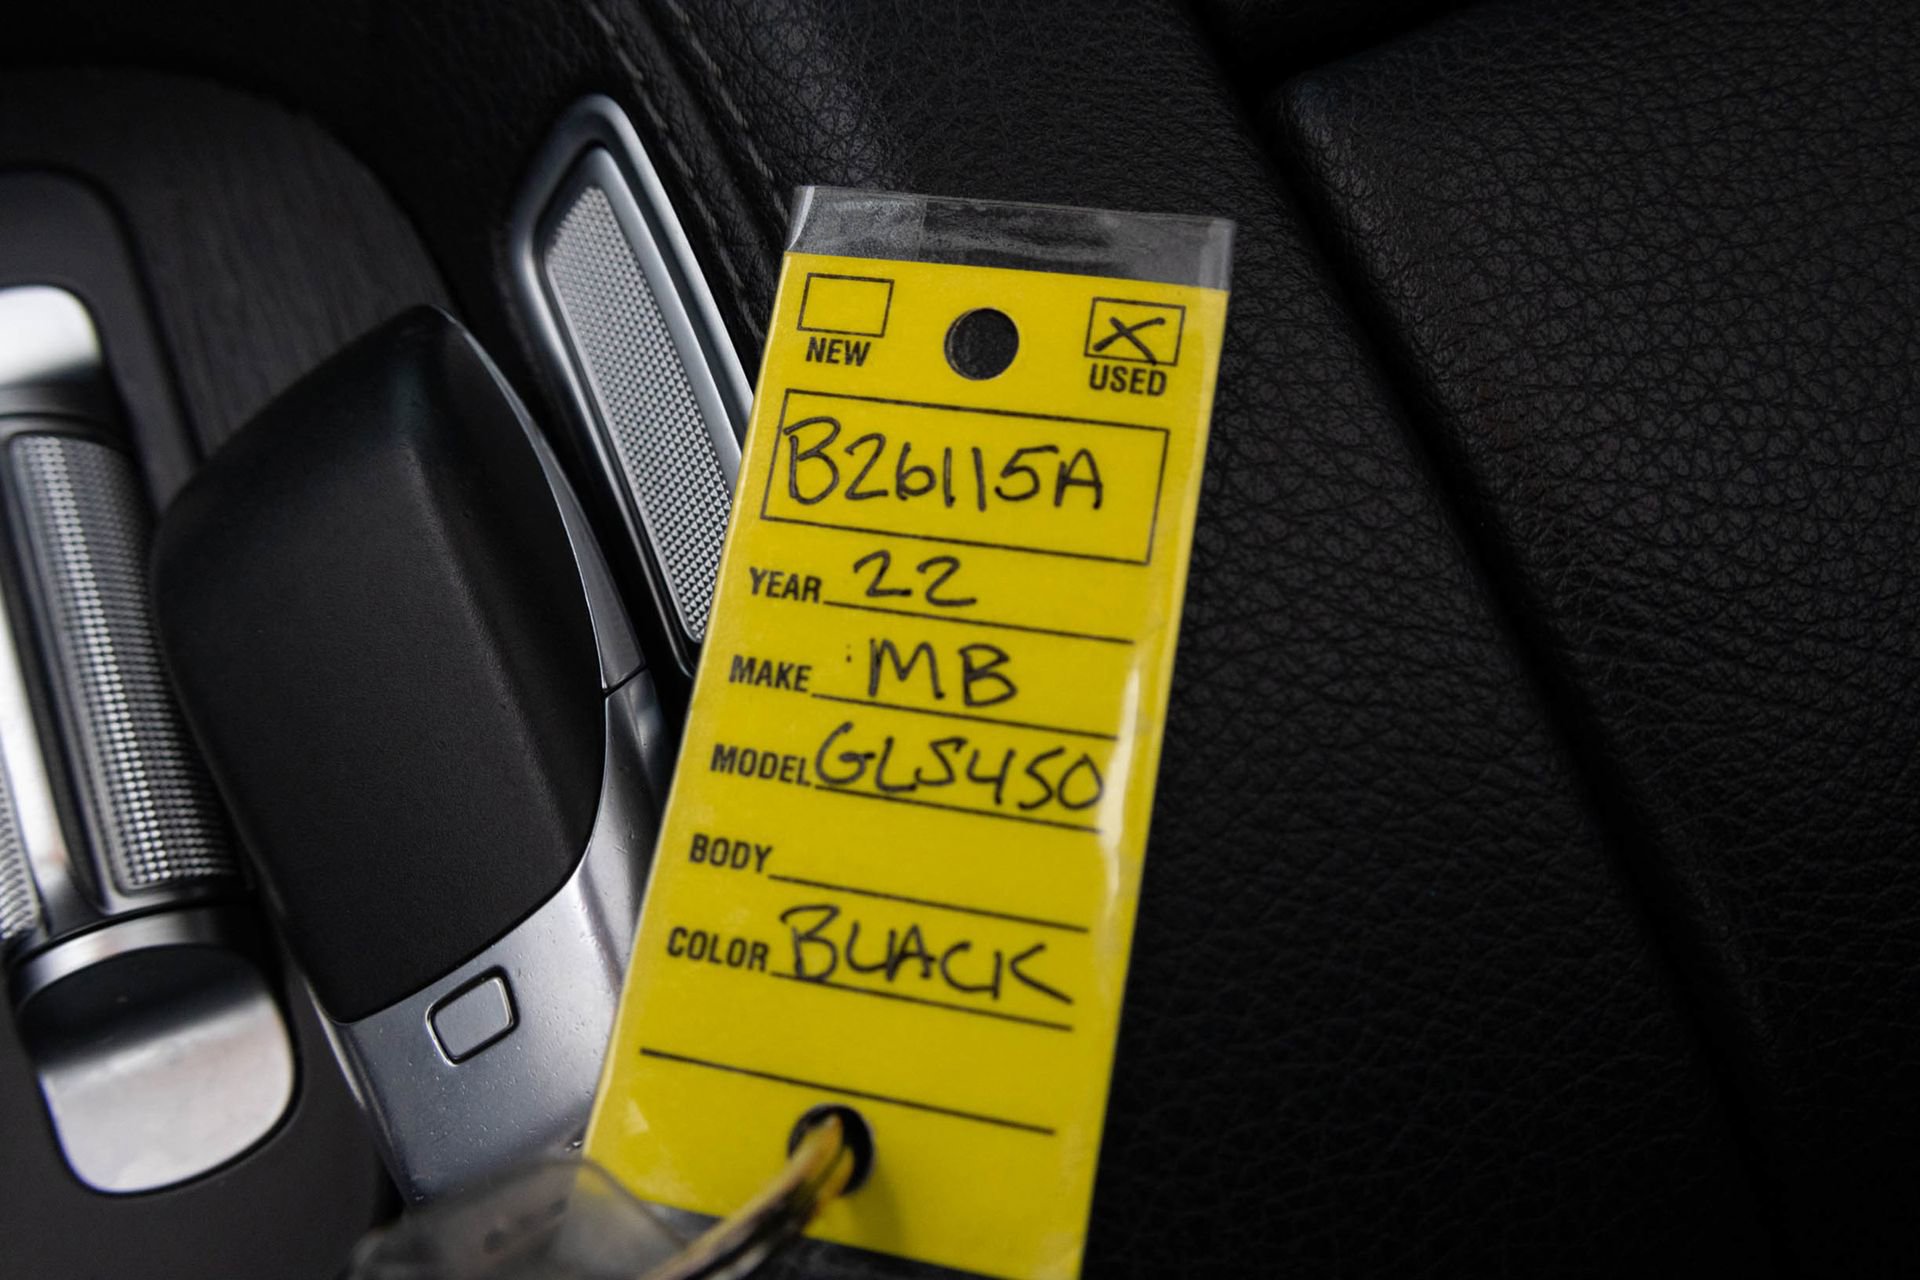 NEW USED
B26115A
YEAR 22
MAKE MB
MODEL GLS450
BODY
COLOR BLACK